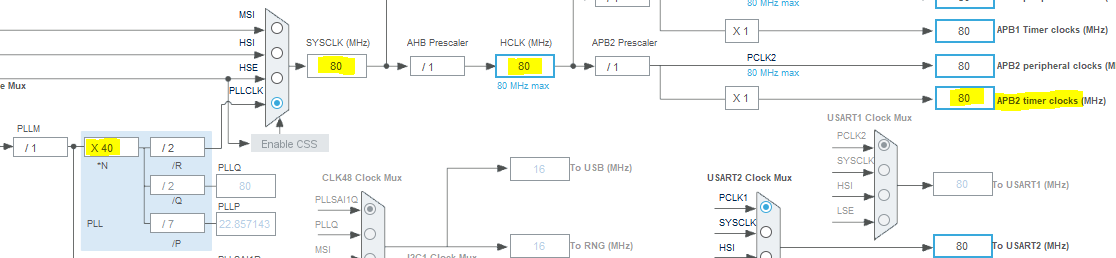 MSI
80 MHz max
80
X 1
80
APB1 Timer clocks (MHz)
HSI
SYSCLK (MHz)
AHB Prescaler
HCLK (MHz)
APB2 Prescaler
HSE
80
/ 1
80
/ 1
PCLK2
80 MHz max
80
APB2 peripheral clocks (M
e Mux
80 MHz max
PLLCLK
X 1
80
APB2 timer clocks (MHz)
PLLM
/ 1
X 40
/ 2
Enable CSS
USART1 Clock Mux
*N
/R
PLLQ
PCLK2
/ 2
80
/Q
PLLP
CLK48 Clock Mux
16
To USB (MHz)
USART2 Clock Mux
SYSCLK
HSI
80
To USART1 (MHz)
PLLSAI1Q
PCLK1
LSE
PLL
/ 7
22.857143
/P
PLLQ
SYSCLK
MSI
16
To RNG (MHz)
HSI
80
To USART2 (MHz)
I2C1 Clock Mux